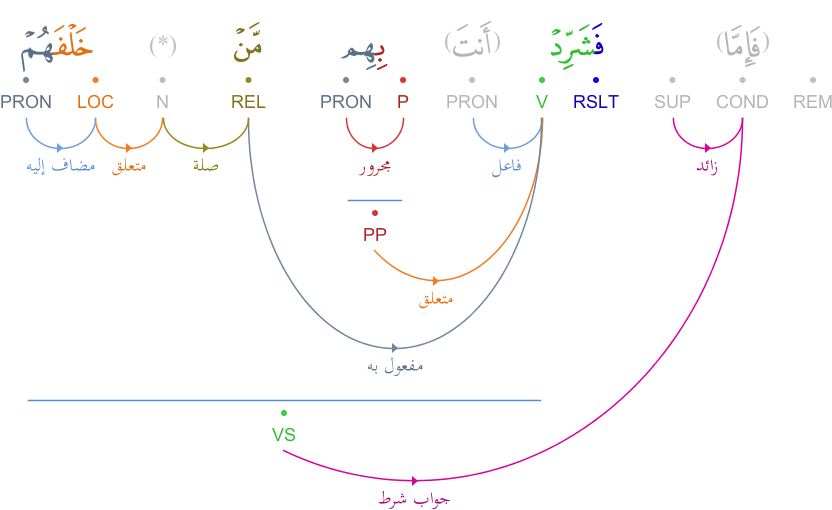 (فَإِمَّا) فَشَرِّدْ (أَنتَ) بِهِم مَّنْ (*) خَلْفَهُمْ
REM COND SUP RSLT V PRON P PRON REL N LOC PRON
زائد فاعل مجرور صلة متعلق مضاف إليه
PP
متعلق
مفعول به
VS
جواب شرط